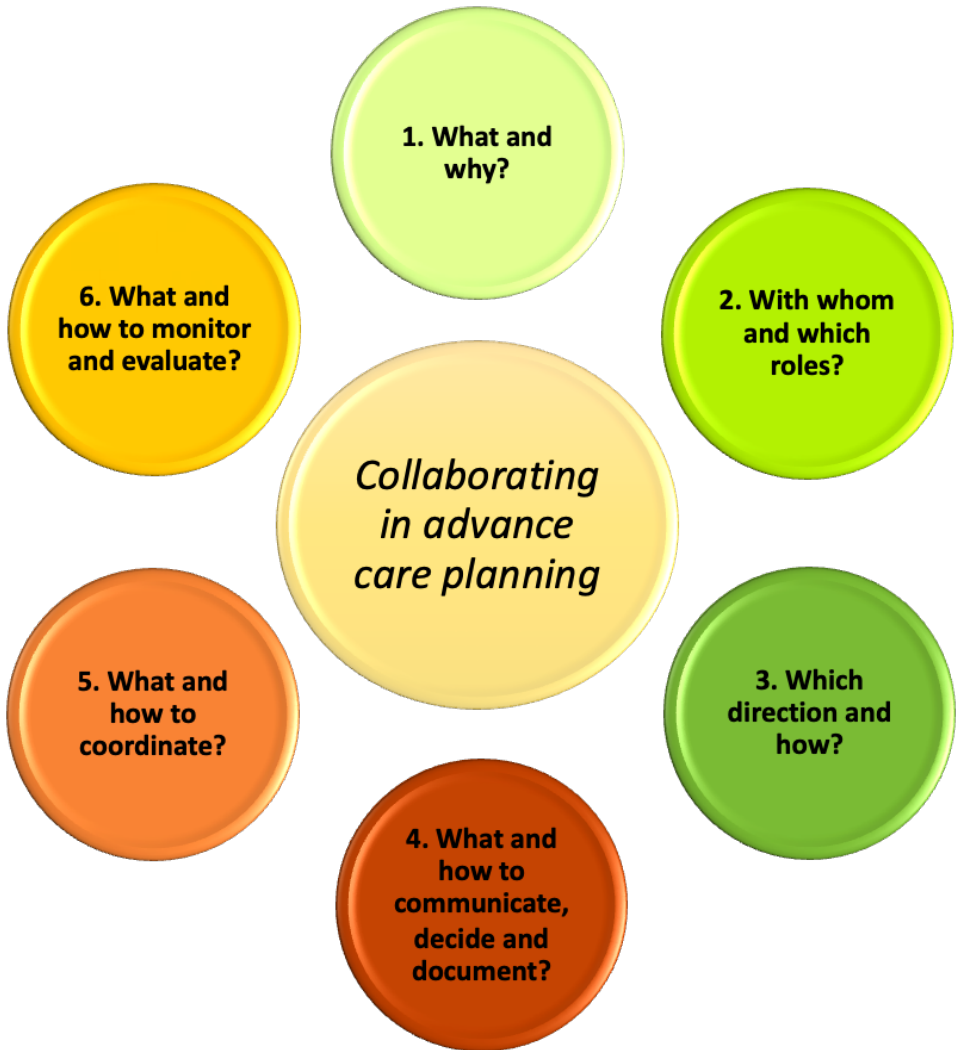 1. What and
why?
2. With whom
and which
roles?
3. Which
direction and
how?
4. What and
how to
communicate,
decide and
document?
5. What and
how to
coordinate?
6. What and
how to monitor
and evaluate?
Collaborating
in advance
care planning